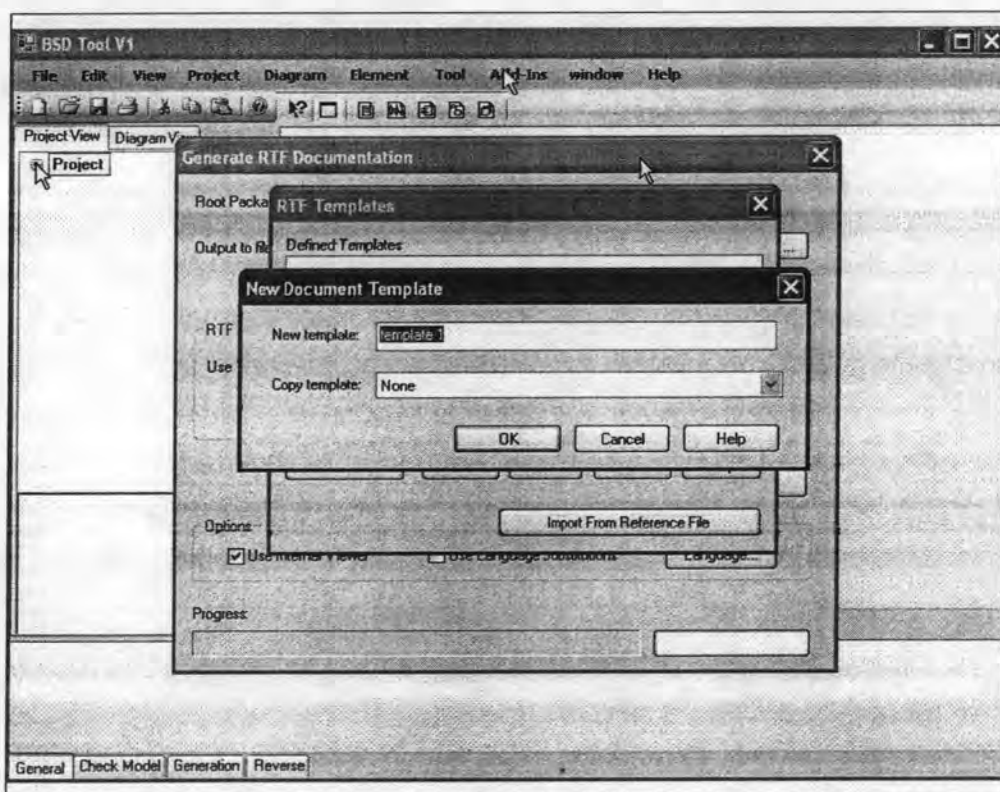 BSD Tool V1
File Edit View Project Diagram Element Tool Add-Ins window Help
Project View Diagram
Project
Generate RTF Documentation
Root Packa
Output to file
...
RTF
Use
RTF Templates
Defined Templates
New Document Template
New template: template 1
Copy template: None
OK Cancel Help
Import From Reference File
Options
Use Internal Viewer Use Language Substitutions Language...
Progress:
General Check Model Generation Reverse